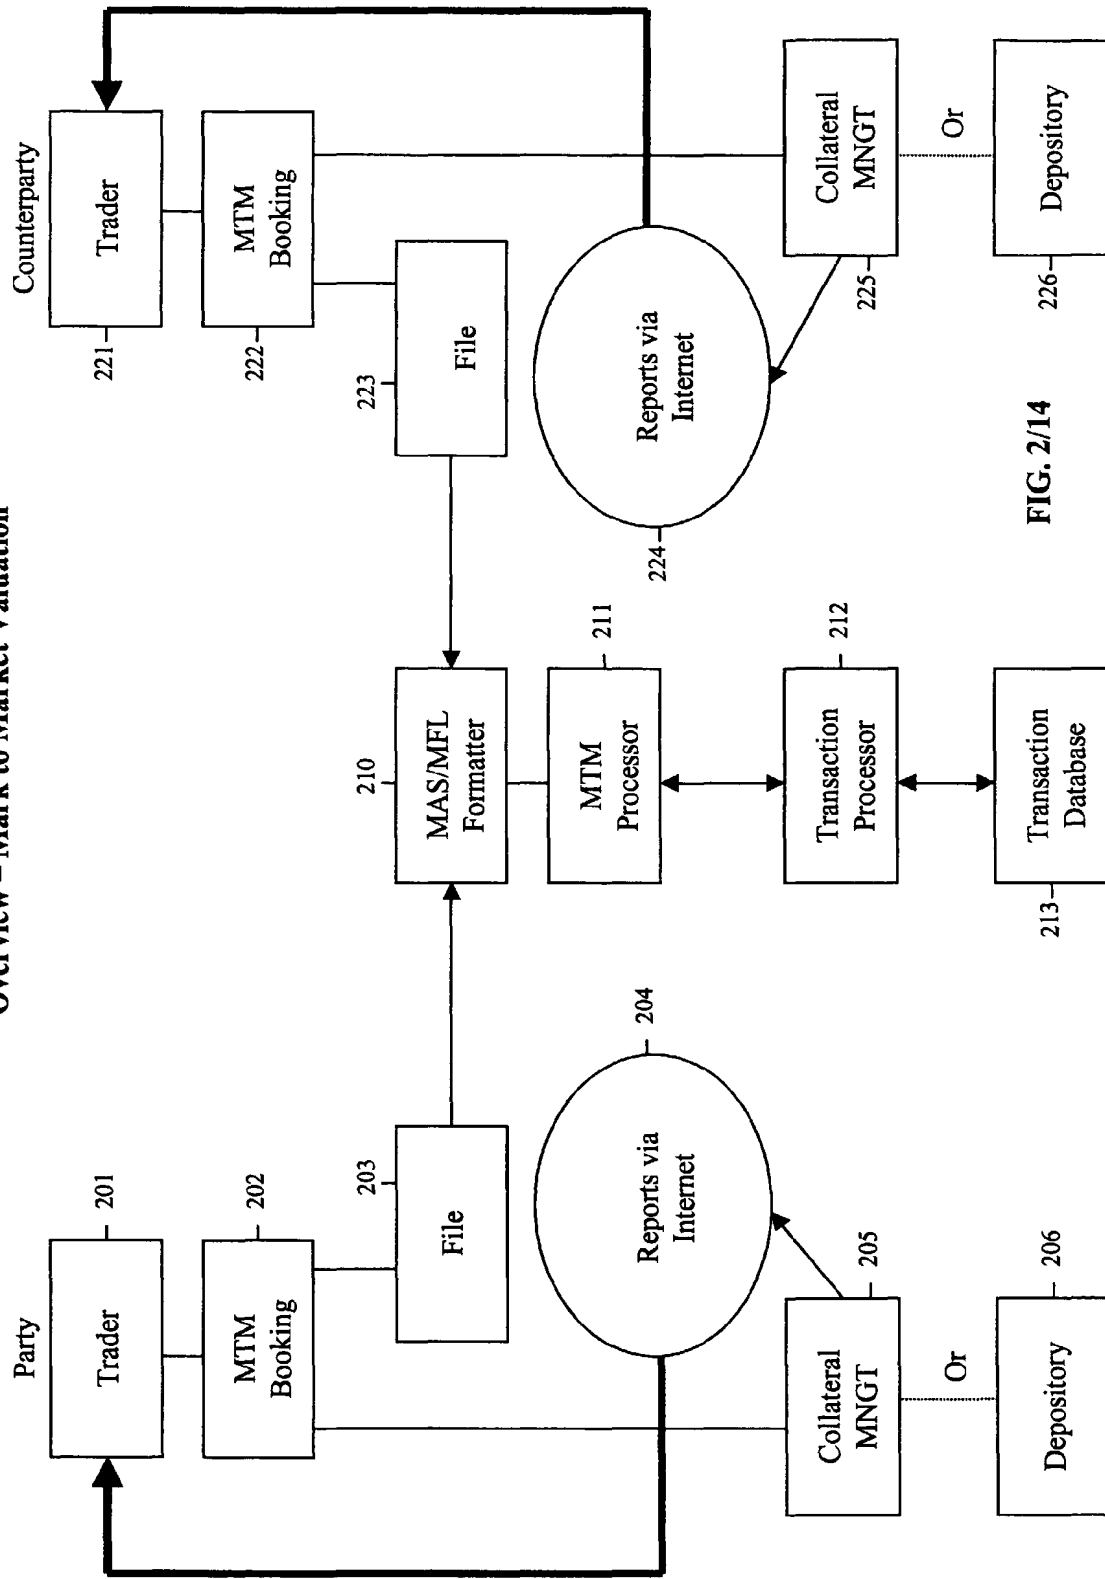 Overview – Mark to Market Valuation
Party
Counterparty
Trader
201
MTM
Booking
202
203
File
204
Reports via
Internet
Collateral
MNGT
205
Or
Depository
206
210
MAS/MFL
Formatter
MTM
Processor
211
Transaction
Processor
212
Transaction
Database
213
Trader
221
MTM
Booking
222
223
File
Reports via
Internet
224
Collateral
MNGT
225
Or
Depository
226
FIG. 2/14